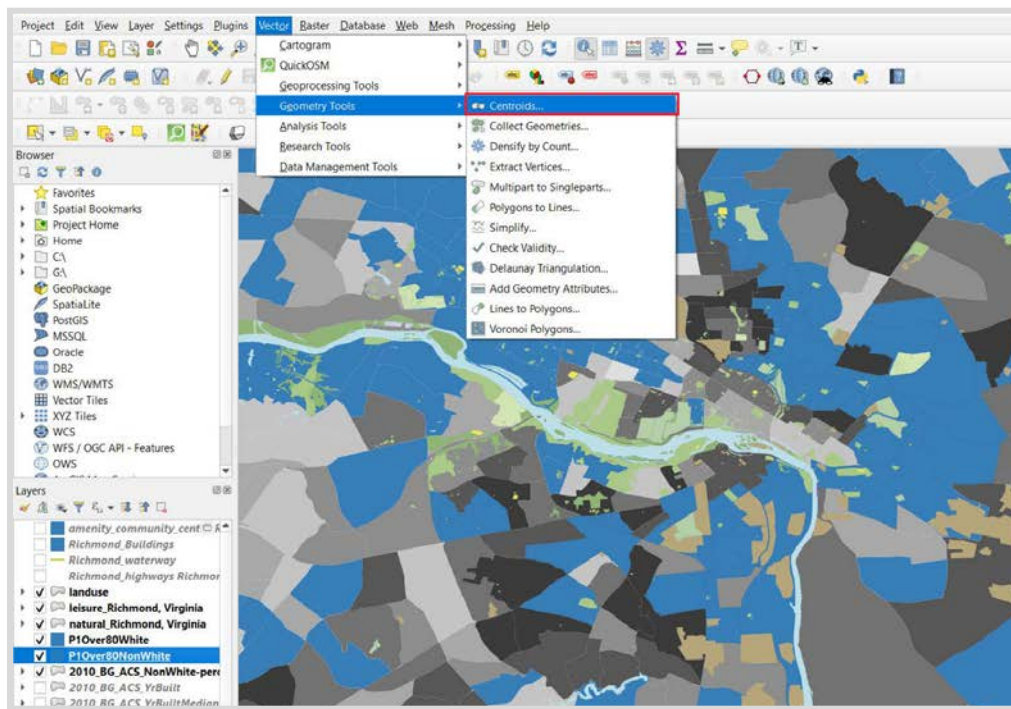 Project Edit View Layer Settings Plugins Vector Raster Database Web Mesh Processing Help
Cartogram
QuickOSM
Geoprocessing Tools
Geometry Tools
Analysis Tools
Research Tools
Data Management Tools
Centroids...
Collect Geometries...
Densify by Count...
Extract Vertices...
Multipart to Singleparts...
Polygons to Lines...
Simplify...
Check Validity...
Delaunay Triangulation...
Add Geometry Attributes...
Lines to Polygons...
Voronoi Polygons...
Browser
Favorites
Spatial Bookmarks
Project Home
Home
C:\
G:\
GeoPackage
SpatiaLite
PostGIS
MSSQL
Oracle
DB2
WMS/WMTS
Vector Tiles
XYZ Tiles
WCS
WFS / OGC API - Features
OWS
Layers
amenity_community_cent
Richmond_Buildings
Richmond_waterway
Richmond_highways Richmor
landuse
leisure_Richmond, Virginia
natural_Richmond, Virginia
P1Over80White
P1Over80NonWhite
2010_BG_ACS_NonWhite-perc
2010_BG_ACS_YrBuilt
2010_BG_ACS_YrBuiltMedian